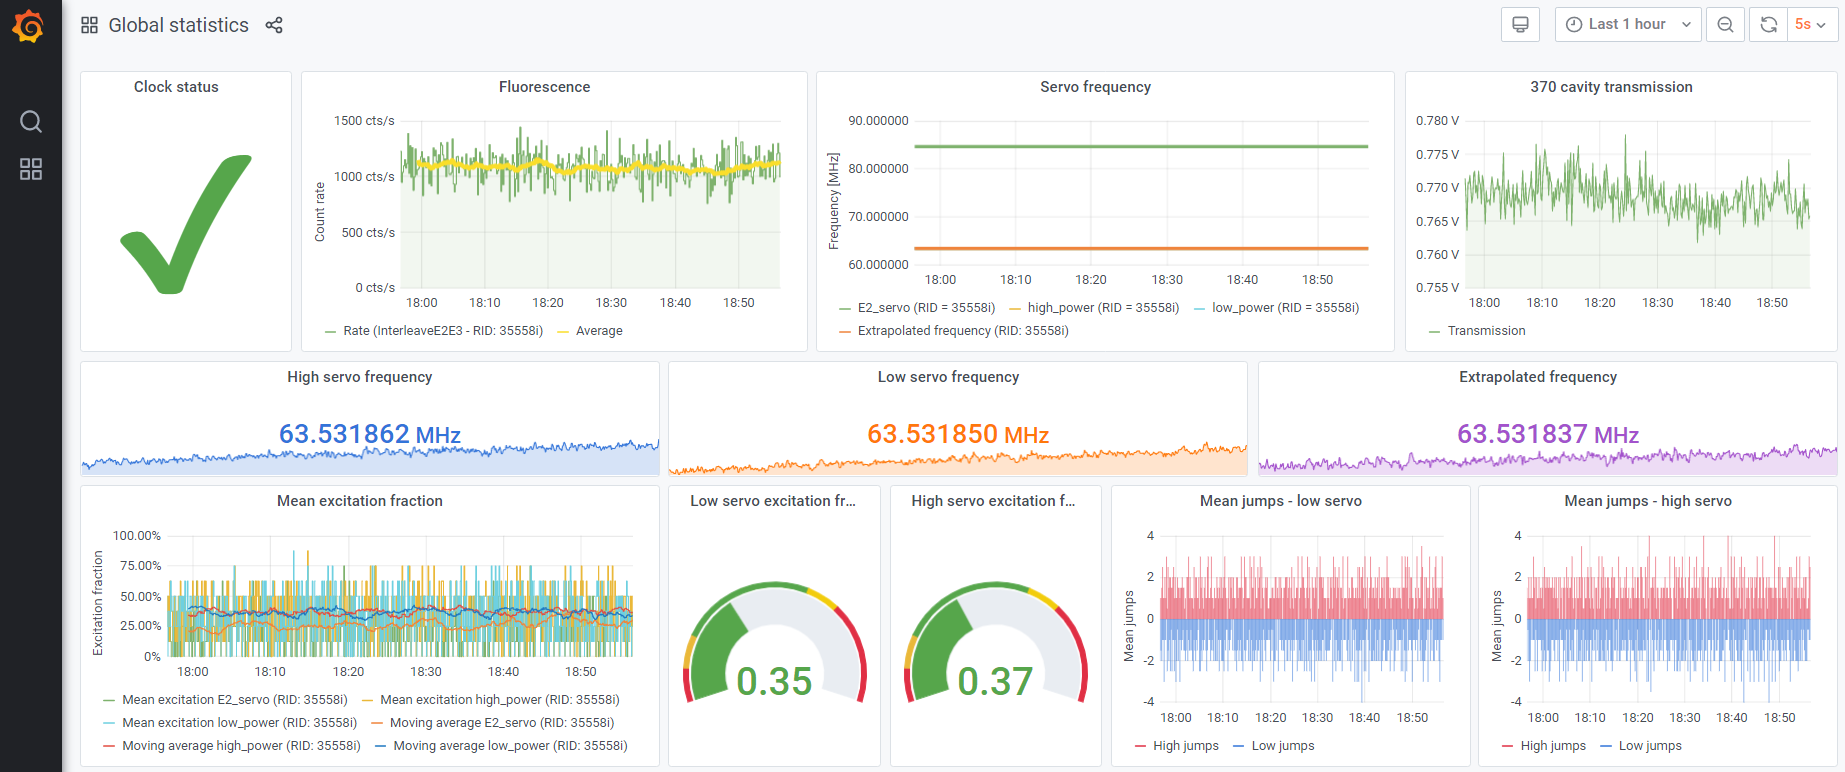 Global statistics
Last 1 hour
5s
Clock status
Fluorescence
1500 cts/s
1000 cts/s
500 cts/s
0 cts/s
Count rate
18:00 18:10 18:20 18:30 18:40 18:50
Rate (InterleaveE2E3 - RID: 35558i) Average
Servo frequency
90.000000
80.000000
70.000000
60.000000
Frequency [MHz]
18:00 18:10 18:20 18:30 18:40 18:50
E2_servo (RID = 35558i) high_power (RID = 35558i) low_power (RID = 35558i)
Extrapolated frequency (RID: 35558i)
370 cavity transmission
0.780 V
0.775 V
0.770 V
0.765 V
0.760 V
0.755 V
18:00 18:10 18:20 18:30 18:40 18:50
Transmission
High servo frequency
63.531862 MHz
Low servo frequency
63.531850 MHz
Extrapolated frequency
63.531837 MHz
Mean excitation fraction
100.00%
75.00%
50.00%
25.00%
0%
Excitation fraction
18:00 18:10 18:20 18:30 18:40 18:50
Mean excitation E2_servo (RID: 35558i) Mean excitation high_power (RID: 35558i)
Mean excitation low_power (RID: 35558i) Moving average E2_servo (RID: 35558i)
Moving average high_power (RID: 35558i) Moving average low_power (RID: 35558i)
Low servo excitation fr...
0.35
High servo excitation f...
0.37
Mean jumps - low servo
4
2
0
-2
-4
Mean jumps
18:00 18:10 18:20 18:30 18:40 18:50
High jumps Low jumps
Mean jumps - high servo
4
2
0
-2
-4
Mean jumps
18:00 18:10 18:20 18:30 18:40 18:50
High jumps Low jumps